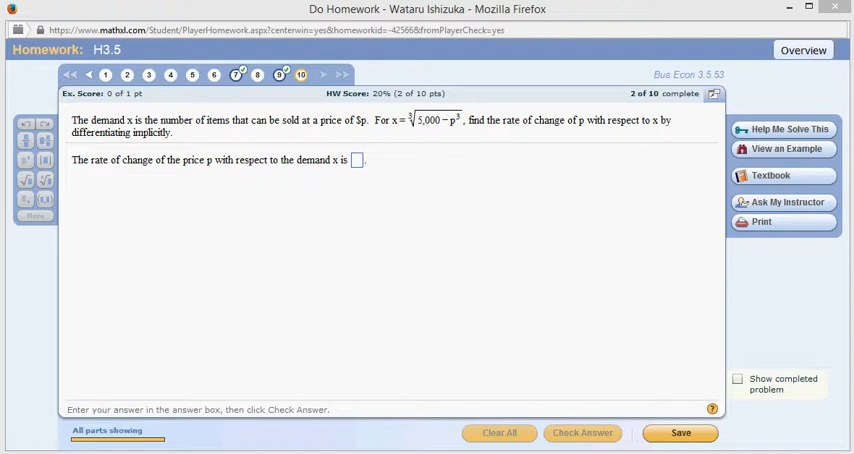 Do Homework - Wataru Ishizuka - Mozilla Firefox
https://www.mathxl.com/Student/PlayerHomework.aspx?centerwin=yes&homeworkid=-42566&fromPlayerCheck=yes
Homework: H3.5
Overview
1 2 3 4 5 6 7 8 9 10
Bus Econ 3.5.53
Ex. Score: 0 of 1 pt
HW Score: 20% (2 of 10 pts)
2 of 10 complete
The demand x is the number of items that can be sold at a price of $p. For x = ∛(5,000 − p³), find the rate of change of p with respect to x by
differentiating implicitly.
The rate of change of the price p with respect to the demand x is .
More
Help Me Solve This
View an Example
Textbook
Ask My Instructor
Print
Show completed
problem
Enter your answer in the answer box, then click Check Answer.
?
All parts showing
Clear All
Check Answer
Save